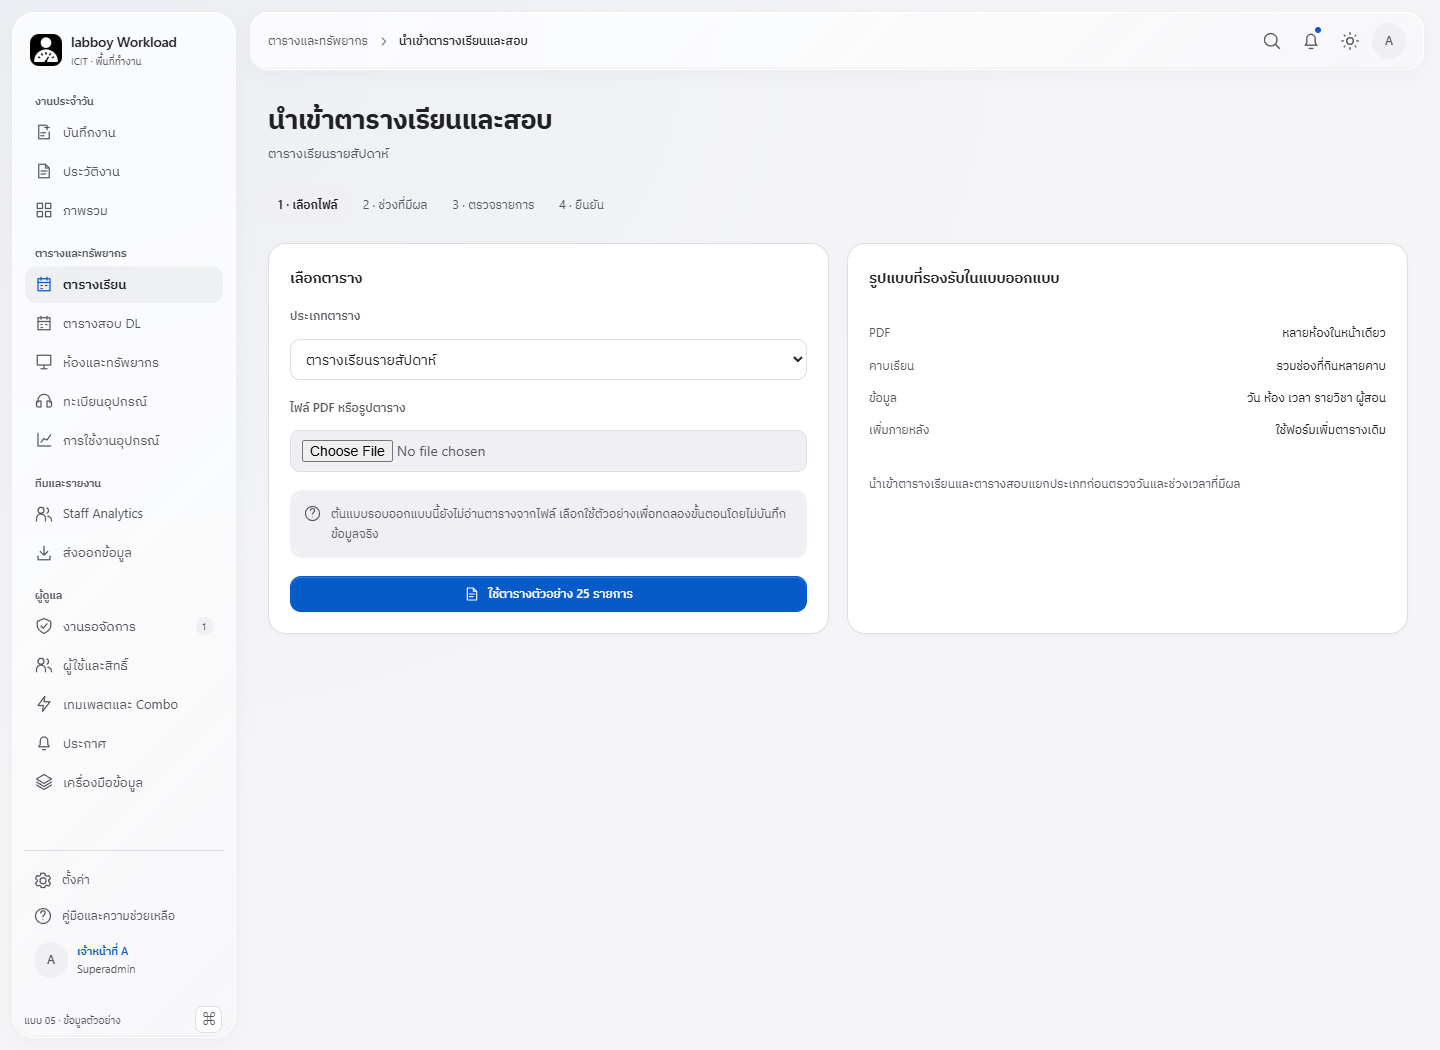 labboy Workload
ICIT · พื้นที่ทำงาน
งานประจำวัน
บันทึกงาน
ประวัติงาน
ภาพรวม
ตารางและทรัพยากร
ตารางเรียน
ตารางสอบ DL
ห้องและทรัพยากร
ทะเบียนอุปกรณ์
การใช้งานอุปกรณ์
ทีมและรายงาน
Staff Analytics
ส่งออกข้อมูล
ผู้ดูแล
งานรอจัดการ 1
ผู้ใช้และสิทธิ์
เทมเพลตและ Combo
ประกาศ
เครื่องมือข้อมูล
ตั้งค่า
คู่มือและความช่วยเหลือ
A
เจ้าหน้าที่ A
Superadmin
แบบ 05 · ข้อมูลตัวอย่าง
ตารางและทรัพยากร
นำเข้าตารางเรียนและสอบ
A
นำเข้าตารางเรียนและสอบ
ตารางเรียนรายสัปดาห์
1 · เลือกไฟล์ 2 · ช่วงที่มีผล 3 · ตรวจรายการ 4 · ยืนยัน
เลือกตาราง
ประเภทตาราง
ตารางเรียนรายสัปดาห์
ไฟล์ PDF หรือรูปตาราง
Choose File No file chosen
ต้นแบบรอบออกแบบนี้ยังไม่อ่านตารางจากไฟล์ เลือกใช้ตัวอย่างเพื่อทดลองขั้นตอนโดยไม่บันทึก
ข้อมูลจริง
ใช้ตารางตัวอย่าง 25 รายการ
รูปแบบที่รองรับในแบบออกแบบ
PDF หลายห้องในหน้าเดียว
คาบเรียน รวมช่องที่กินหลายคาบ
ข้อมูล วัน ห้อง เวลา รายวิชา ผู้สอน
เพิ่มภายหลัง ใช้ฟอร์มเพิ่มตารางเดิม
นำเข้าตารางเรียนและตารางสอบแยกประเภทก่อนตรวจวันและช่วงเวลาที่มีผล